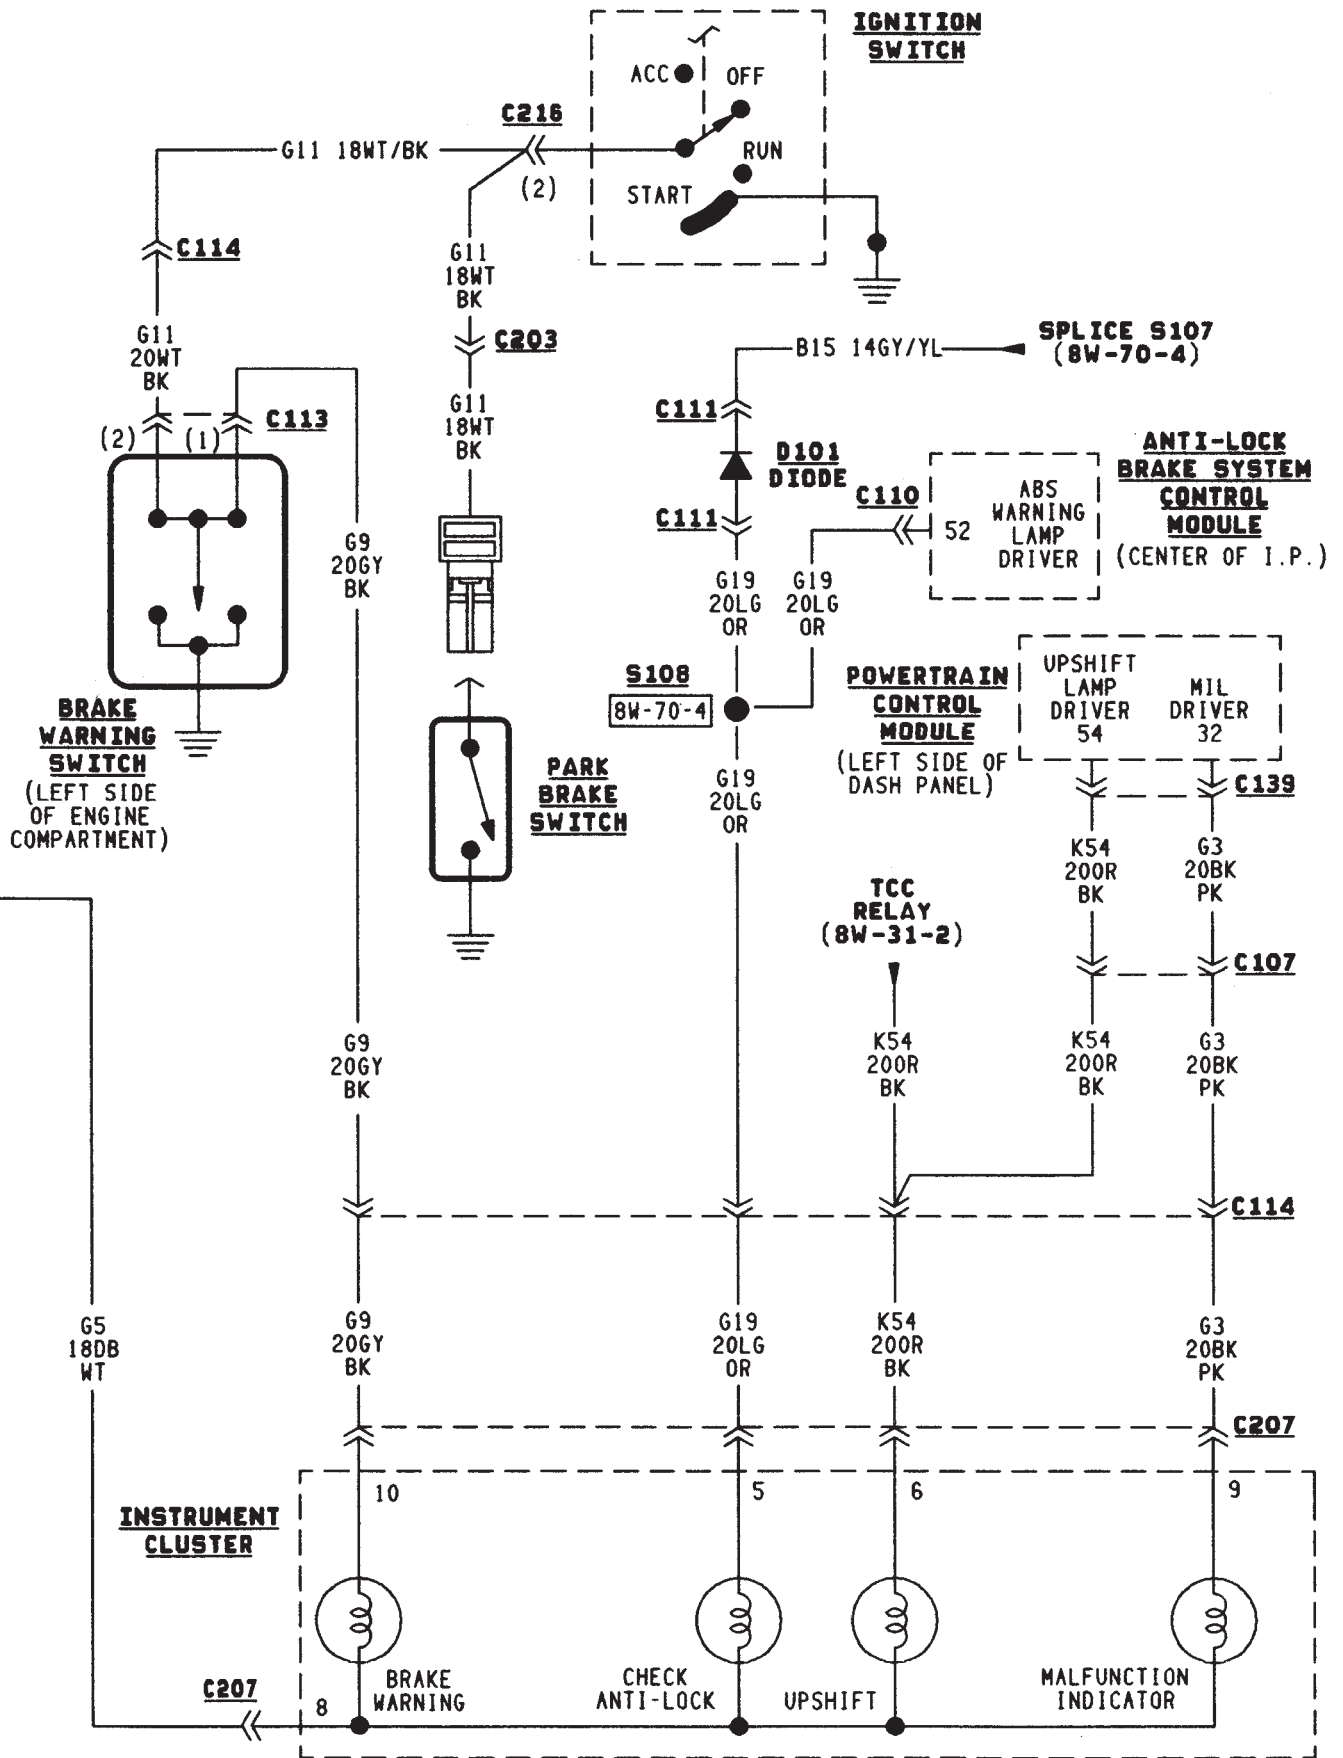 IGNITION
SWITCH
ACC
OFF
C216
G11 18WT/BK
RUN
(2)
START
C114
G11
18WT
BK
G11
20WT
BK
C203
B15 14GY/YL
SPLICE S107
(8W-70-4)
G11
18WT
BK
C111
C113
(2)
(1)
D101
DIODE
ANTI-LOCK
BRAKE SYSTEM
CONTROL
MODULE
(CENTER OF I.P.)
C110
52
ABS
WARNING
LAMP
DRIVER
C111
G9
20GY
BK
G19
20LG
OR
G19
20LG
OR
S108
8W-70-4
POWERTRAIN
CONTROL
MODULE
(LEFT SIDE OF
DASH PANEL)
UPSHIFT
LAMP
DRIVER
54
MIL
DRIVER
32
BRAKE
WARNING
SWITCH
(LEFT SIDE
OF ENGINE
COMPARTMENT)
PARK
BRAKE
SWITCH
G19
20LG
OR
C139
K54
20OR
BK
G3
20BK
PK
TCC
RELAY
(8W-31-2)
C107
G9
20GY
BK
K54
20OR
BK
K54
20OR
BK
G3
20BK
PK
C114
G5
18DB
WT
G9
20GY
BK
G19
20LG
OR
K54
20OR
BK
G3
20BK
PK
C207
10
5
6
9
INSTRUMENT
CLUSTER
C207
8
BRAKE
WARNING
CHECK
ANTI-LOCK
UPSHIFT
MALFUNCTION
INDICATOR